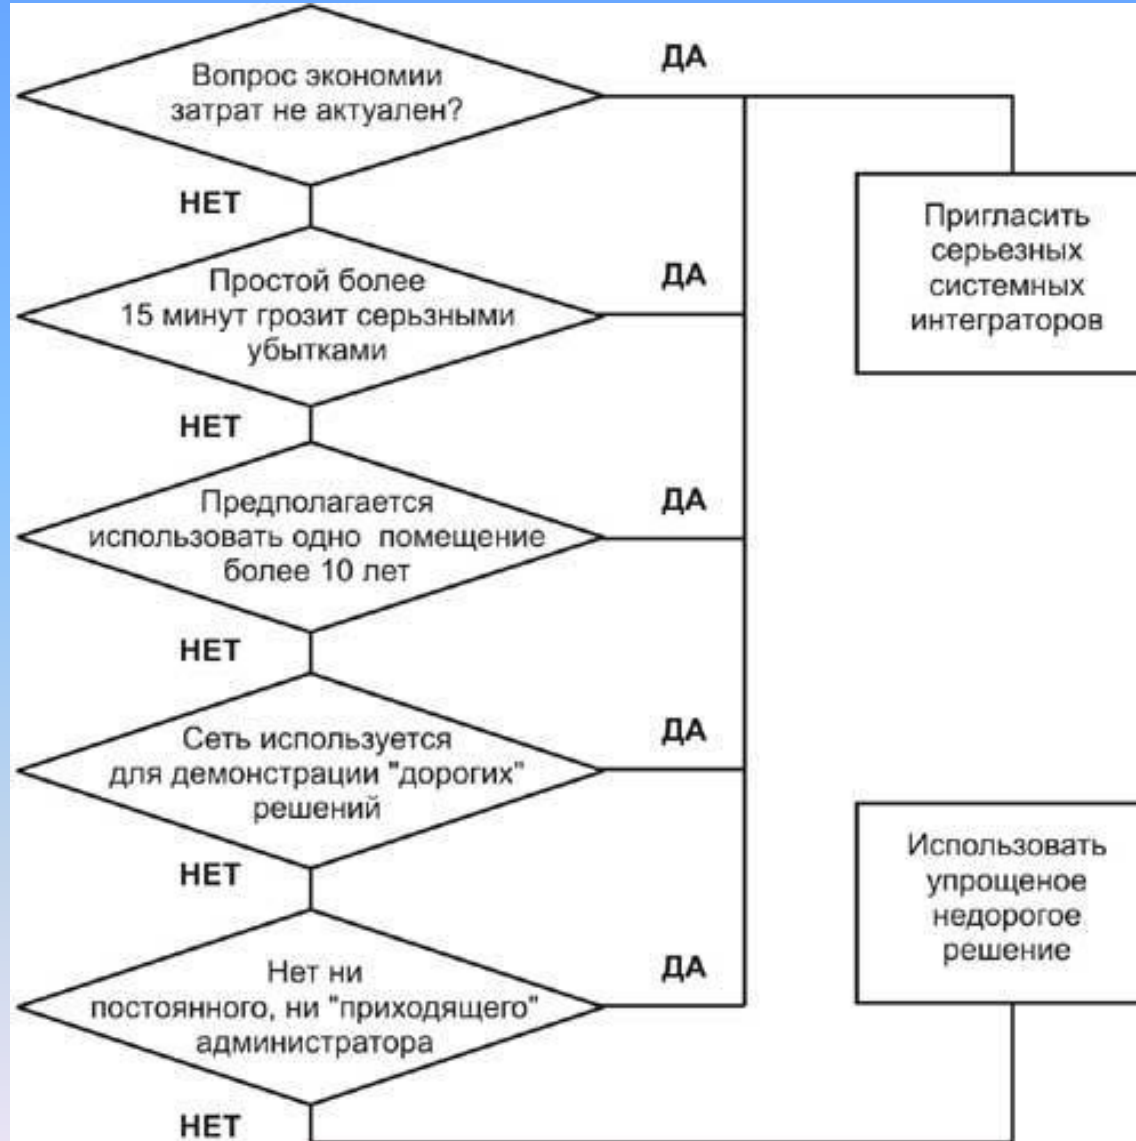 Вопрос экономии
затрат не актуален?
ДА
НЕТ
Пригласить
серьезных
системных
интеграторов
Простой более
15 минут грозит серьзными
убытками
ДА
НЕТ
Предполагается
использовать одно помещение
более 10 лет
ДА
НЕТ
Сеть используется
для демонстрации "дорогих"
решений
ДА
НЕТ
Использовать
упрощеное
недорогое
решение
Нет ни
постоянного, ни "приходящего"
администратора
ДА
НЕТ